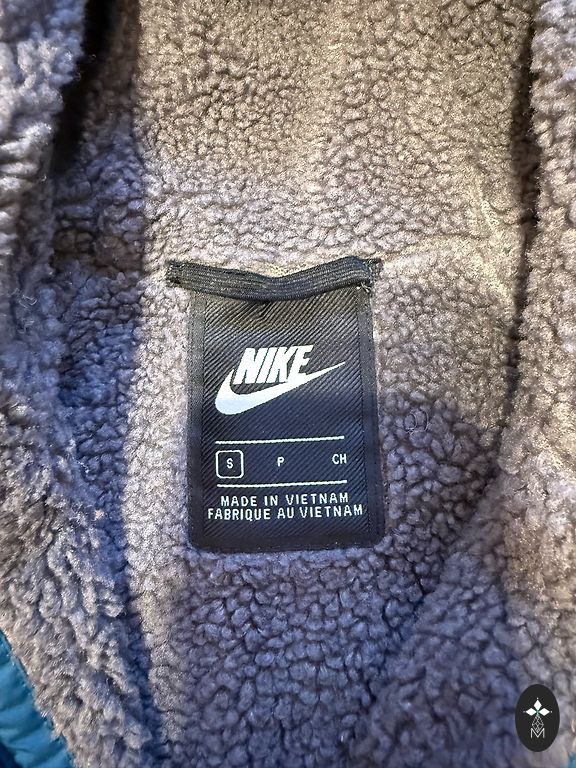 NIKE
S P CH
MADE IN VIETNAM
FABRIQUE AU VIETNAM
M